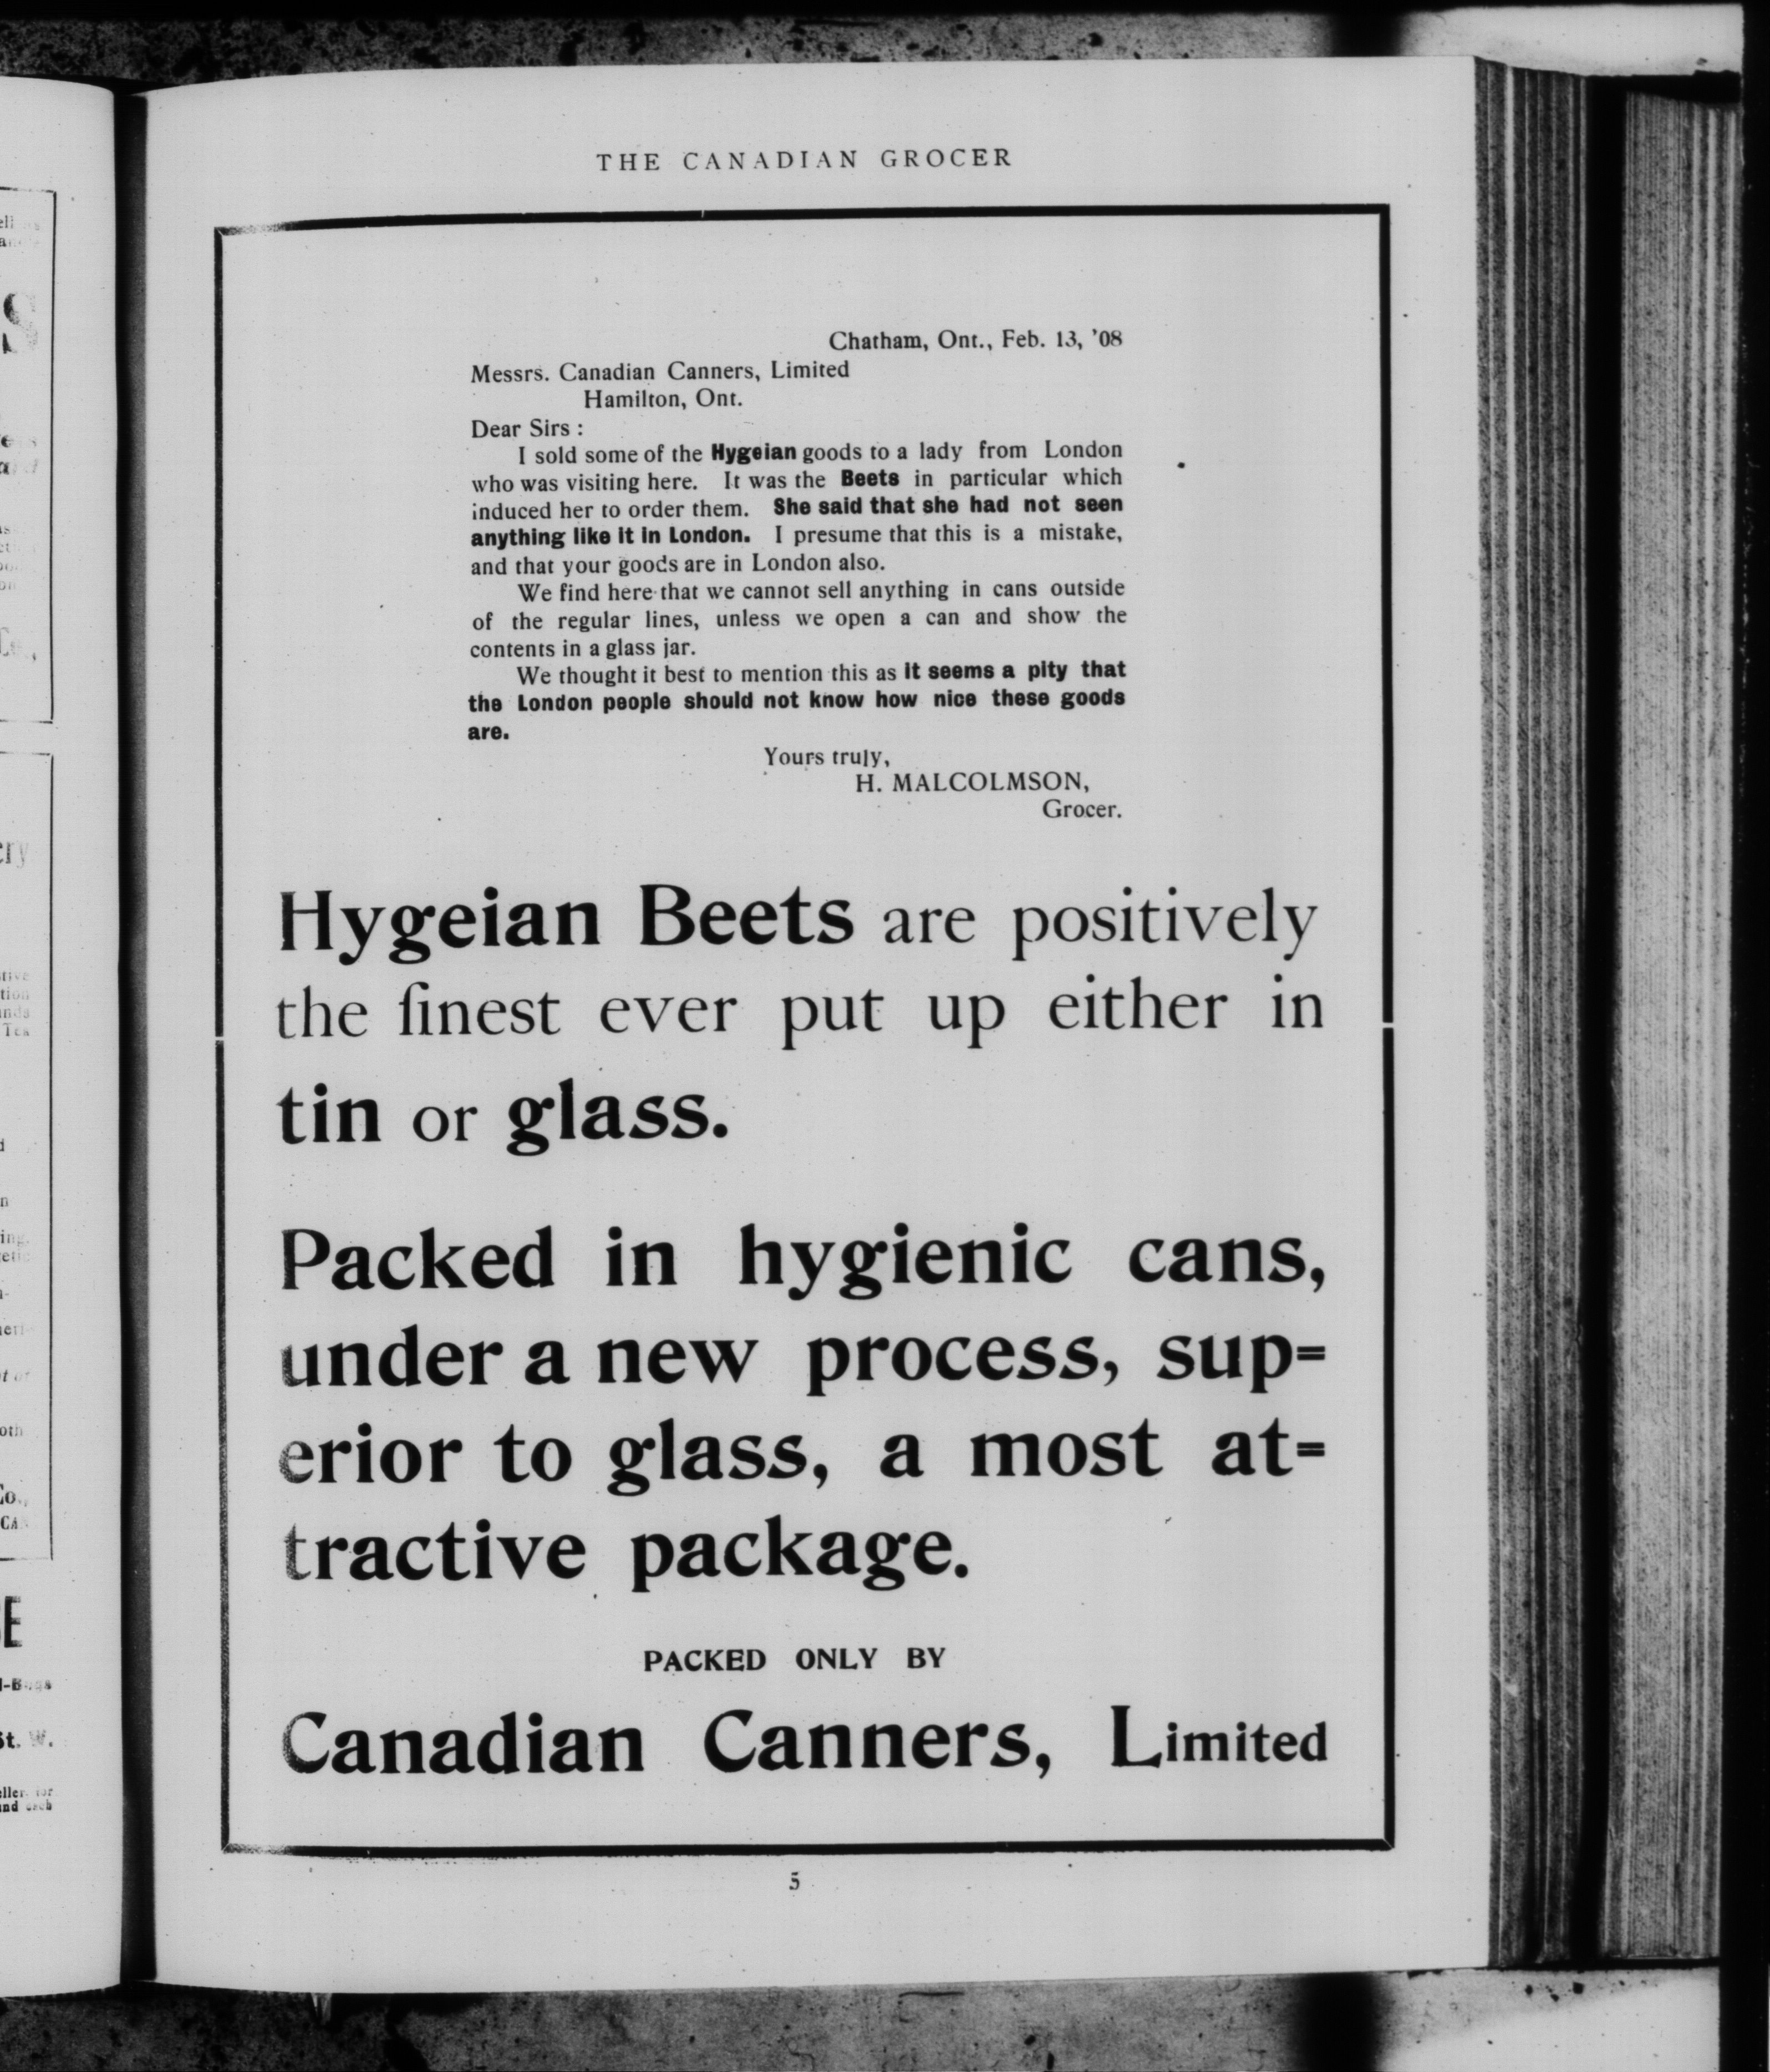 THE CANADIAN GROCER
Chatham, Ont., Feb. 13, '08
Messrs. Canadian Canners, Limited
Hamilton, Ont.
Dear Sirs :
I sold some of the Hygeian goods to a lady from London
who was visiting here. It was the Beets in particular which
induced her to order them. She said that she had not seen
anything like it in London. I presume that this is a mistake,
and that your goods are in London also.
We find here that we cannot sell anything in cans outside
of the regular lines, unless we open a can and show the
contents in a glass jar.
We thought it best to mention this as it seems a pity that
the London people should not know how nice these goods
are.
Yours truly,
H. MALCOLMSON,
Grocer.
Hygeian Beets are positively
the finest ever put up either in
tin or glass.
Packed in hygienic cans,
under a new process, sup=
erior to glass, a most at=
tractive package.
PACKED ONLY BY
Canadian Canners, Limited
5